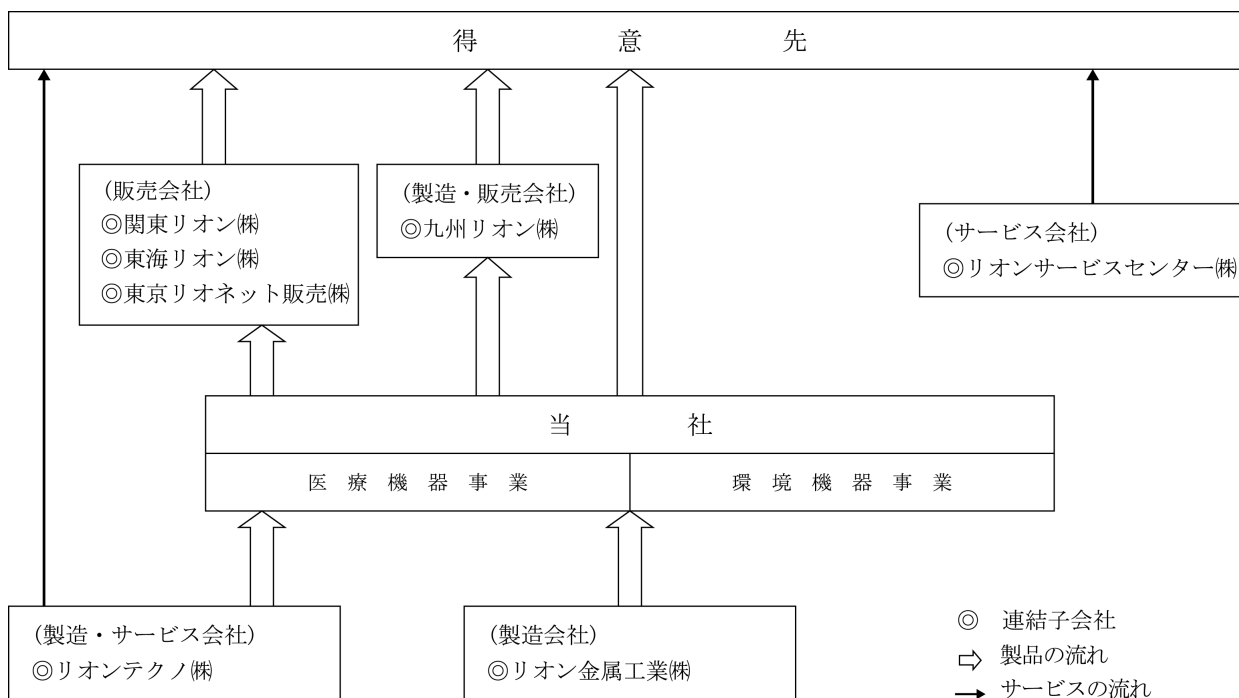 得意先
(販売会社)
◎関東リオン㈱
◎東海リオン㈱
◎東京リオネット販売㈱
(製造・販売会社)
◎九州リオン㈱
(サービス会社)
◎リオンサービスセンター㈱
当社
医療機器事業
環境機器事業
(製造・サービス会社)
◎リオンテクノ㈱
(製造会社)
◎リオン金属工業㈱
◎ 連結子会社
⇨ 製品の流れ
→ サービスの流れ